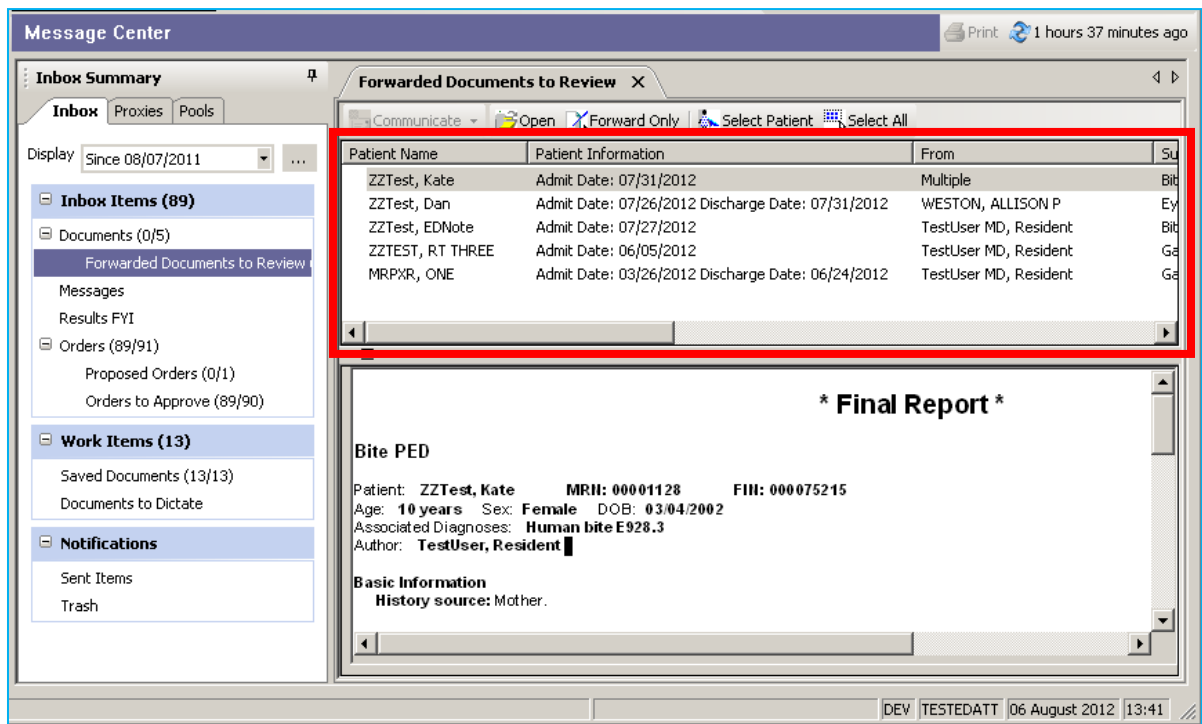 Message Center
Print 1 hours 37 minutes ago
Inbox Summary
Inbox Proxies Pools
Display Since 08/07/2011 ...
Inbox Items (89)
Documents (0/5)
Forwarded Documents to Review
Messages
Results FYI
Orders (89/91)
Proposed Orders (0/1)
Orders to Approve (89/90)
Work Items (13)
Saved Documents (13/13)
Documents to Dictate
Notifications
Sent Items
Trash
Forwarded Documents to Review X
Communicate Open Forward Only Select Patient Select All
Patient Name Patient Information From Su
ZZTest, Kate Admit Date: 07/31/2012 Multiple Bit
ZZTest, Dan Admit Date: 07/26/2012 Discharge Date: 07/31/2012 WESTON, ALLISON P Ey
ZZTest, EDNote Admit Date: 07/27/2012 TestUser MD, Resident Bit
ZZTEST, RT THREE Admit Date: 06/05/2012 TestUser MD, Resident Ga
MRPXR, ONE Admit Date: 03/26/2012 Discharge Date: 06/24/2012 TestUser MD, Resident Ga
* Final Report *
Bite PED
Patient: ZZTest, Kate MRN: 00001128 FIN: 000075215
Age: 10 years Sex: Female DOB: 03/04/2002
Associated Diagnoses: Human bite E928.3
Author: TestUser, Resident
Basic Information
History source: Mother.
DEV TESTEDATT 06 August 2012 13:41